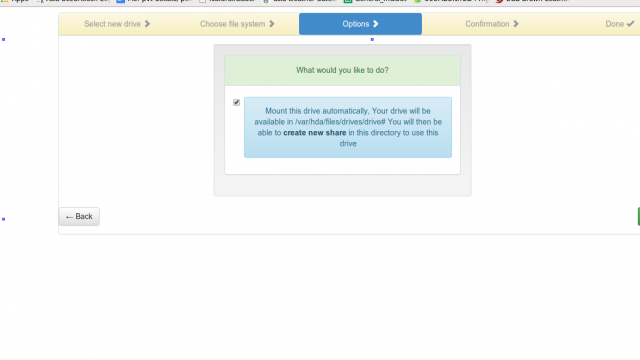 Apps
Select new drive
Choose file system
Options
Confirmation
Done
What would you like to do?
Mount this drive automatically, Your drive will be
available in /var/hda/files/drives/drive# You will then be
able to create new share in this directory to use this
drive
← Back